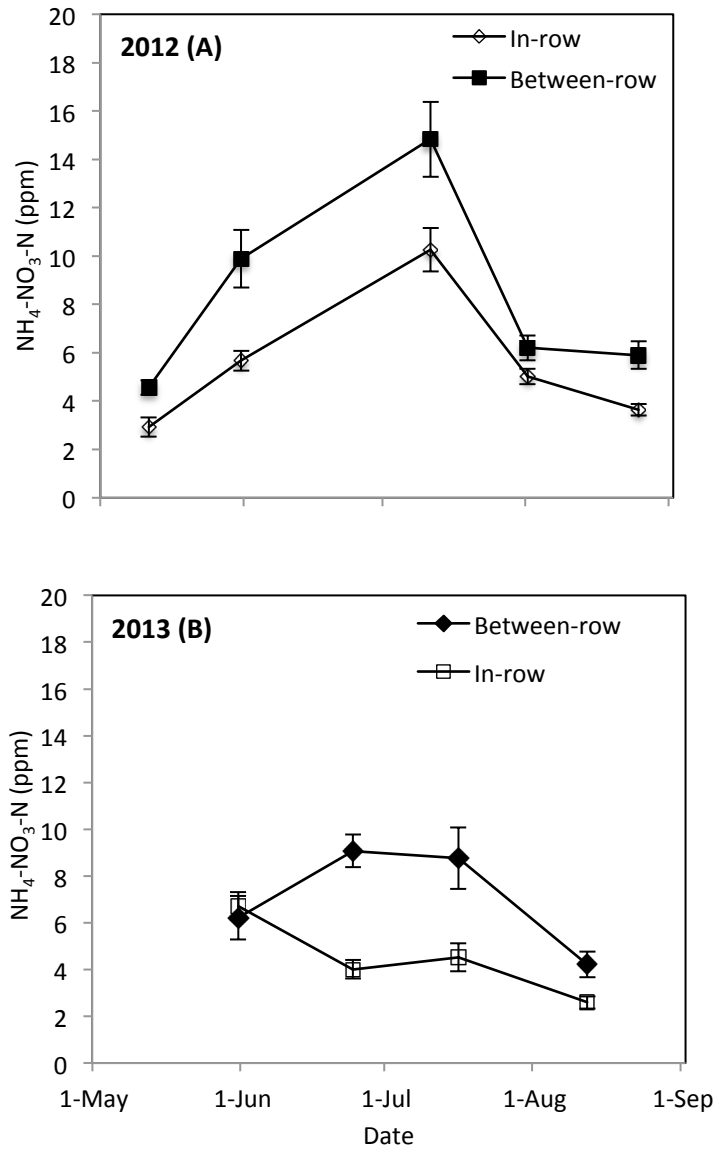 20
18
16
14
12
10
8
6
4
2
0
NH₄-NO₃-N (ppm)
2012 (A)
In-row
Between-row
20
18
16
14
12
10
8
6
4
2
0
NH₄-NO₃-N (ppm)
2013 (B)
Between-row
In-row
1-May 1-Jun 1-Jul 1-Aug 1-Sep
Date